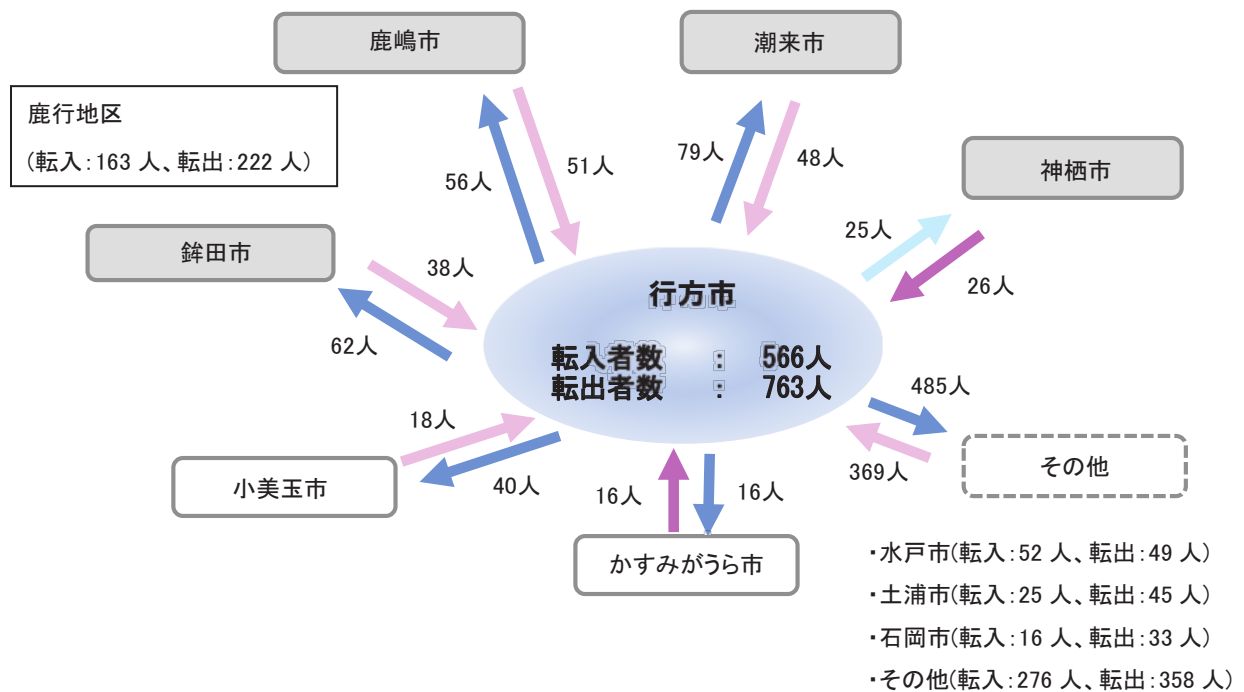 鹿嶋市
潮来市
鹿行地区
(転入:163 人、転出:222 人)
神栖市
鉾田市
56人
51人
79人
48人
25人
26人
38人
62人
行方市
転入者数 : 566人
転出者数 : 763人
18人
40人
小美玉市
16人
16人
かすみがうら市
485人
369人
その他
・水戸市(転入:52 人、転出:49 人)
・土浦市(転入:25 人、転出:45 人)
・石岡市(転入:16 人、転出:33 人)
・その他(転入:276 人、転出:358 人)